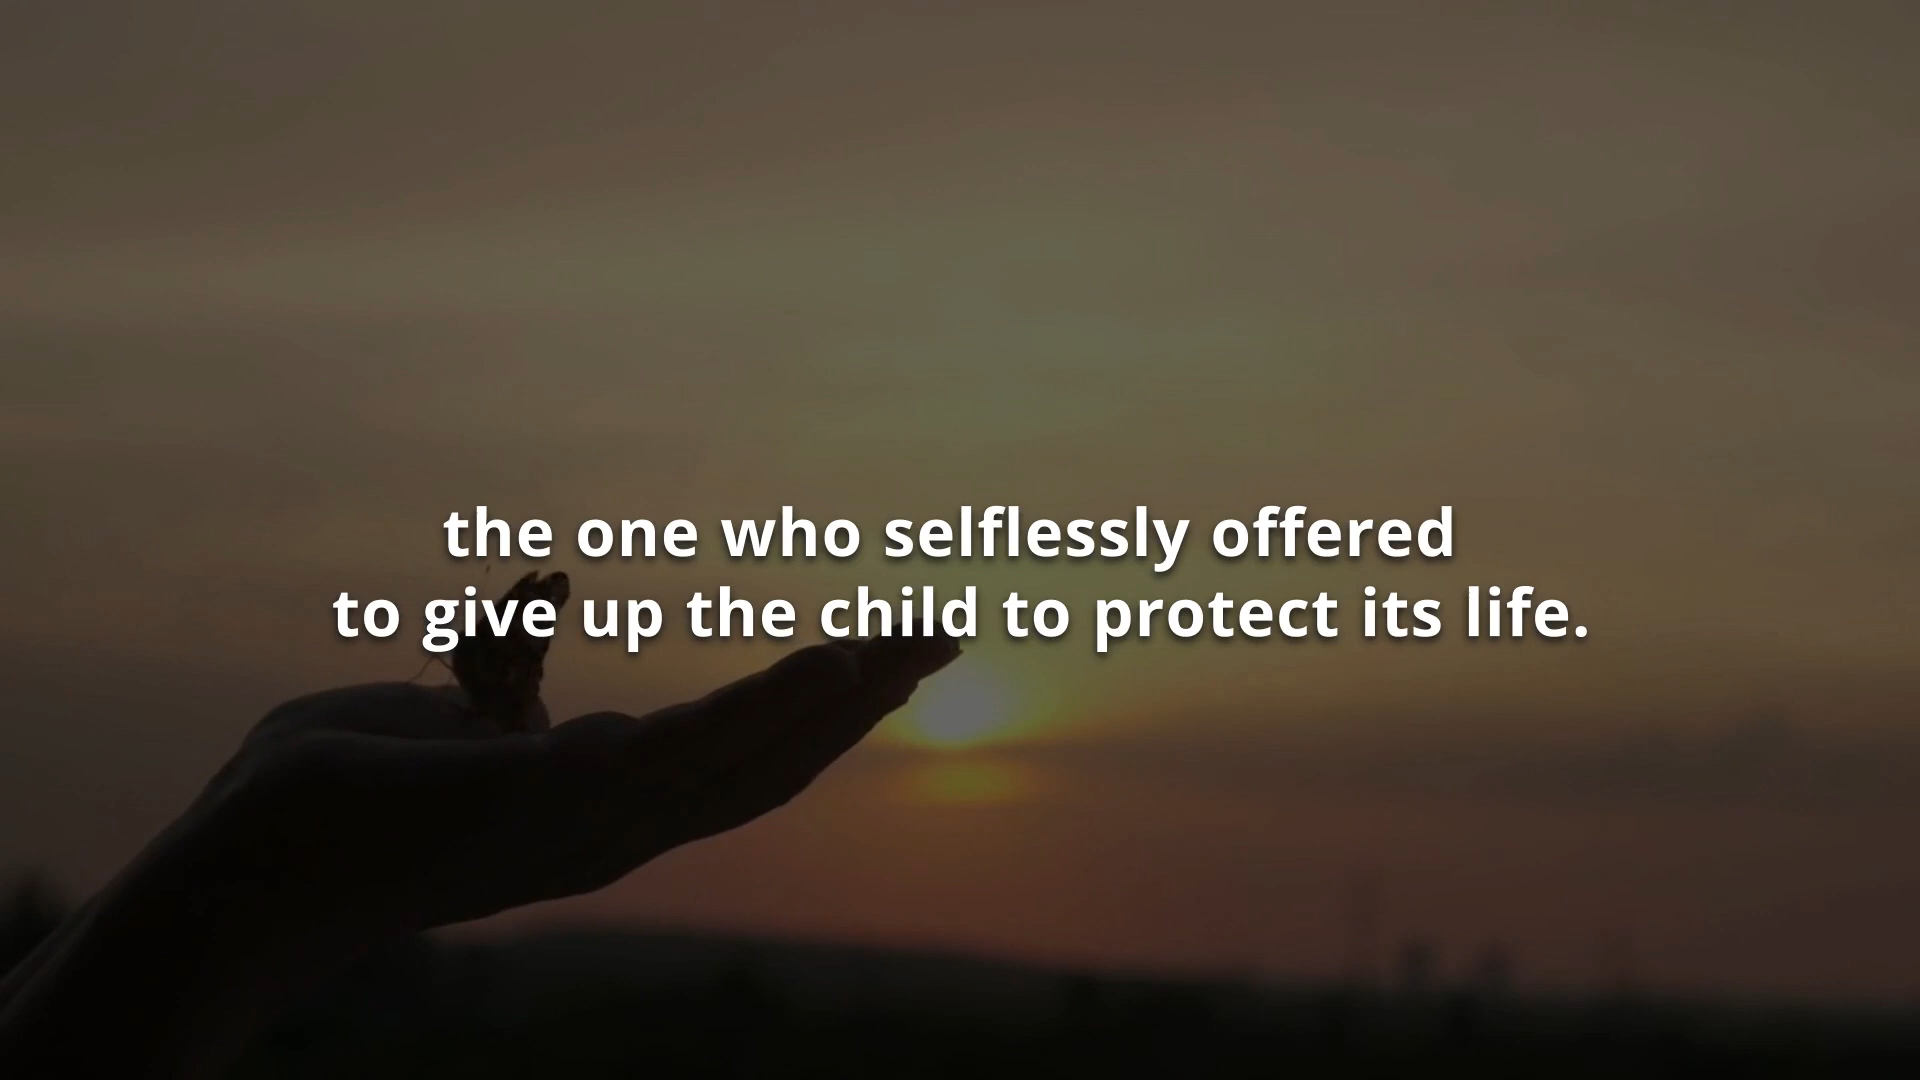 the one who selflessly offered
to give up the child to protect its life.